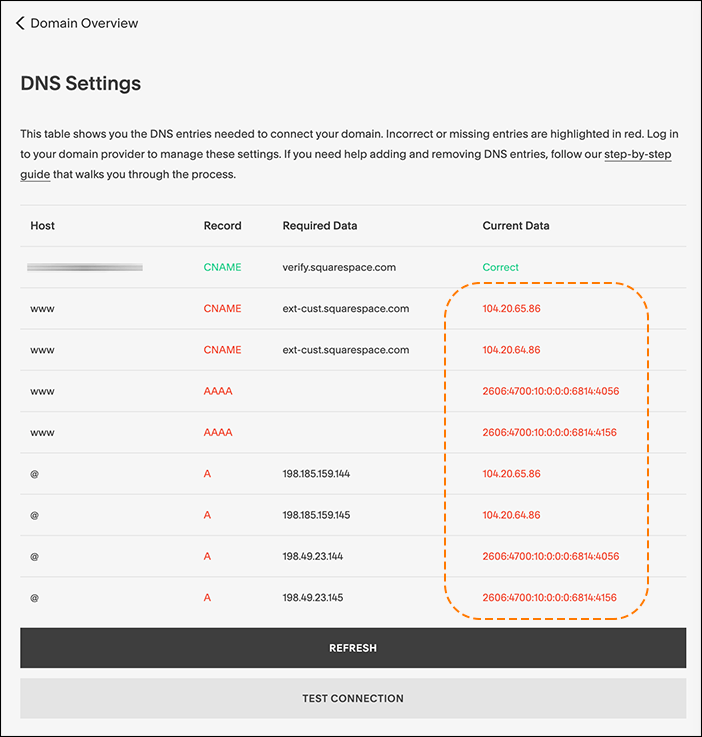 Domain Overview
DNS Settings
This table shows you the DNS entries needed to connect your domain. Incorrect or missing entries are highlighted in red. Log in
to your domain provider to manage these settings. If you need help adding and removing DNS entries, follow our step-by-step
guide that walks you through the process.
Host Record Required Data Current Data
CNAME verify.squarespace.com Correct
www CNAME ext-cust.squarespace.com 104.20.65.86
www CNAME ext-cust.squarespace.com 104.20.64.86
www AAAA 2606:4700:10:0:0:0:6814:4056
www AAAA 2606:4700:10:0:0:0:6814:4156
@ A 198.185.159.144 104.20.65.86
@ A 198.185.159.145 104.20.64.86
@ A 198.49.23.144 2606:4700:10:0:0:0:6814:4056
@ A 198.49.23.145 2606:4700:10:0:0:0:6814:4156
REFRESH
TEST CONNECTION